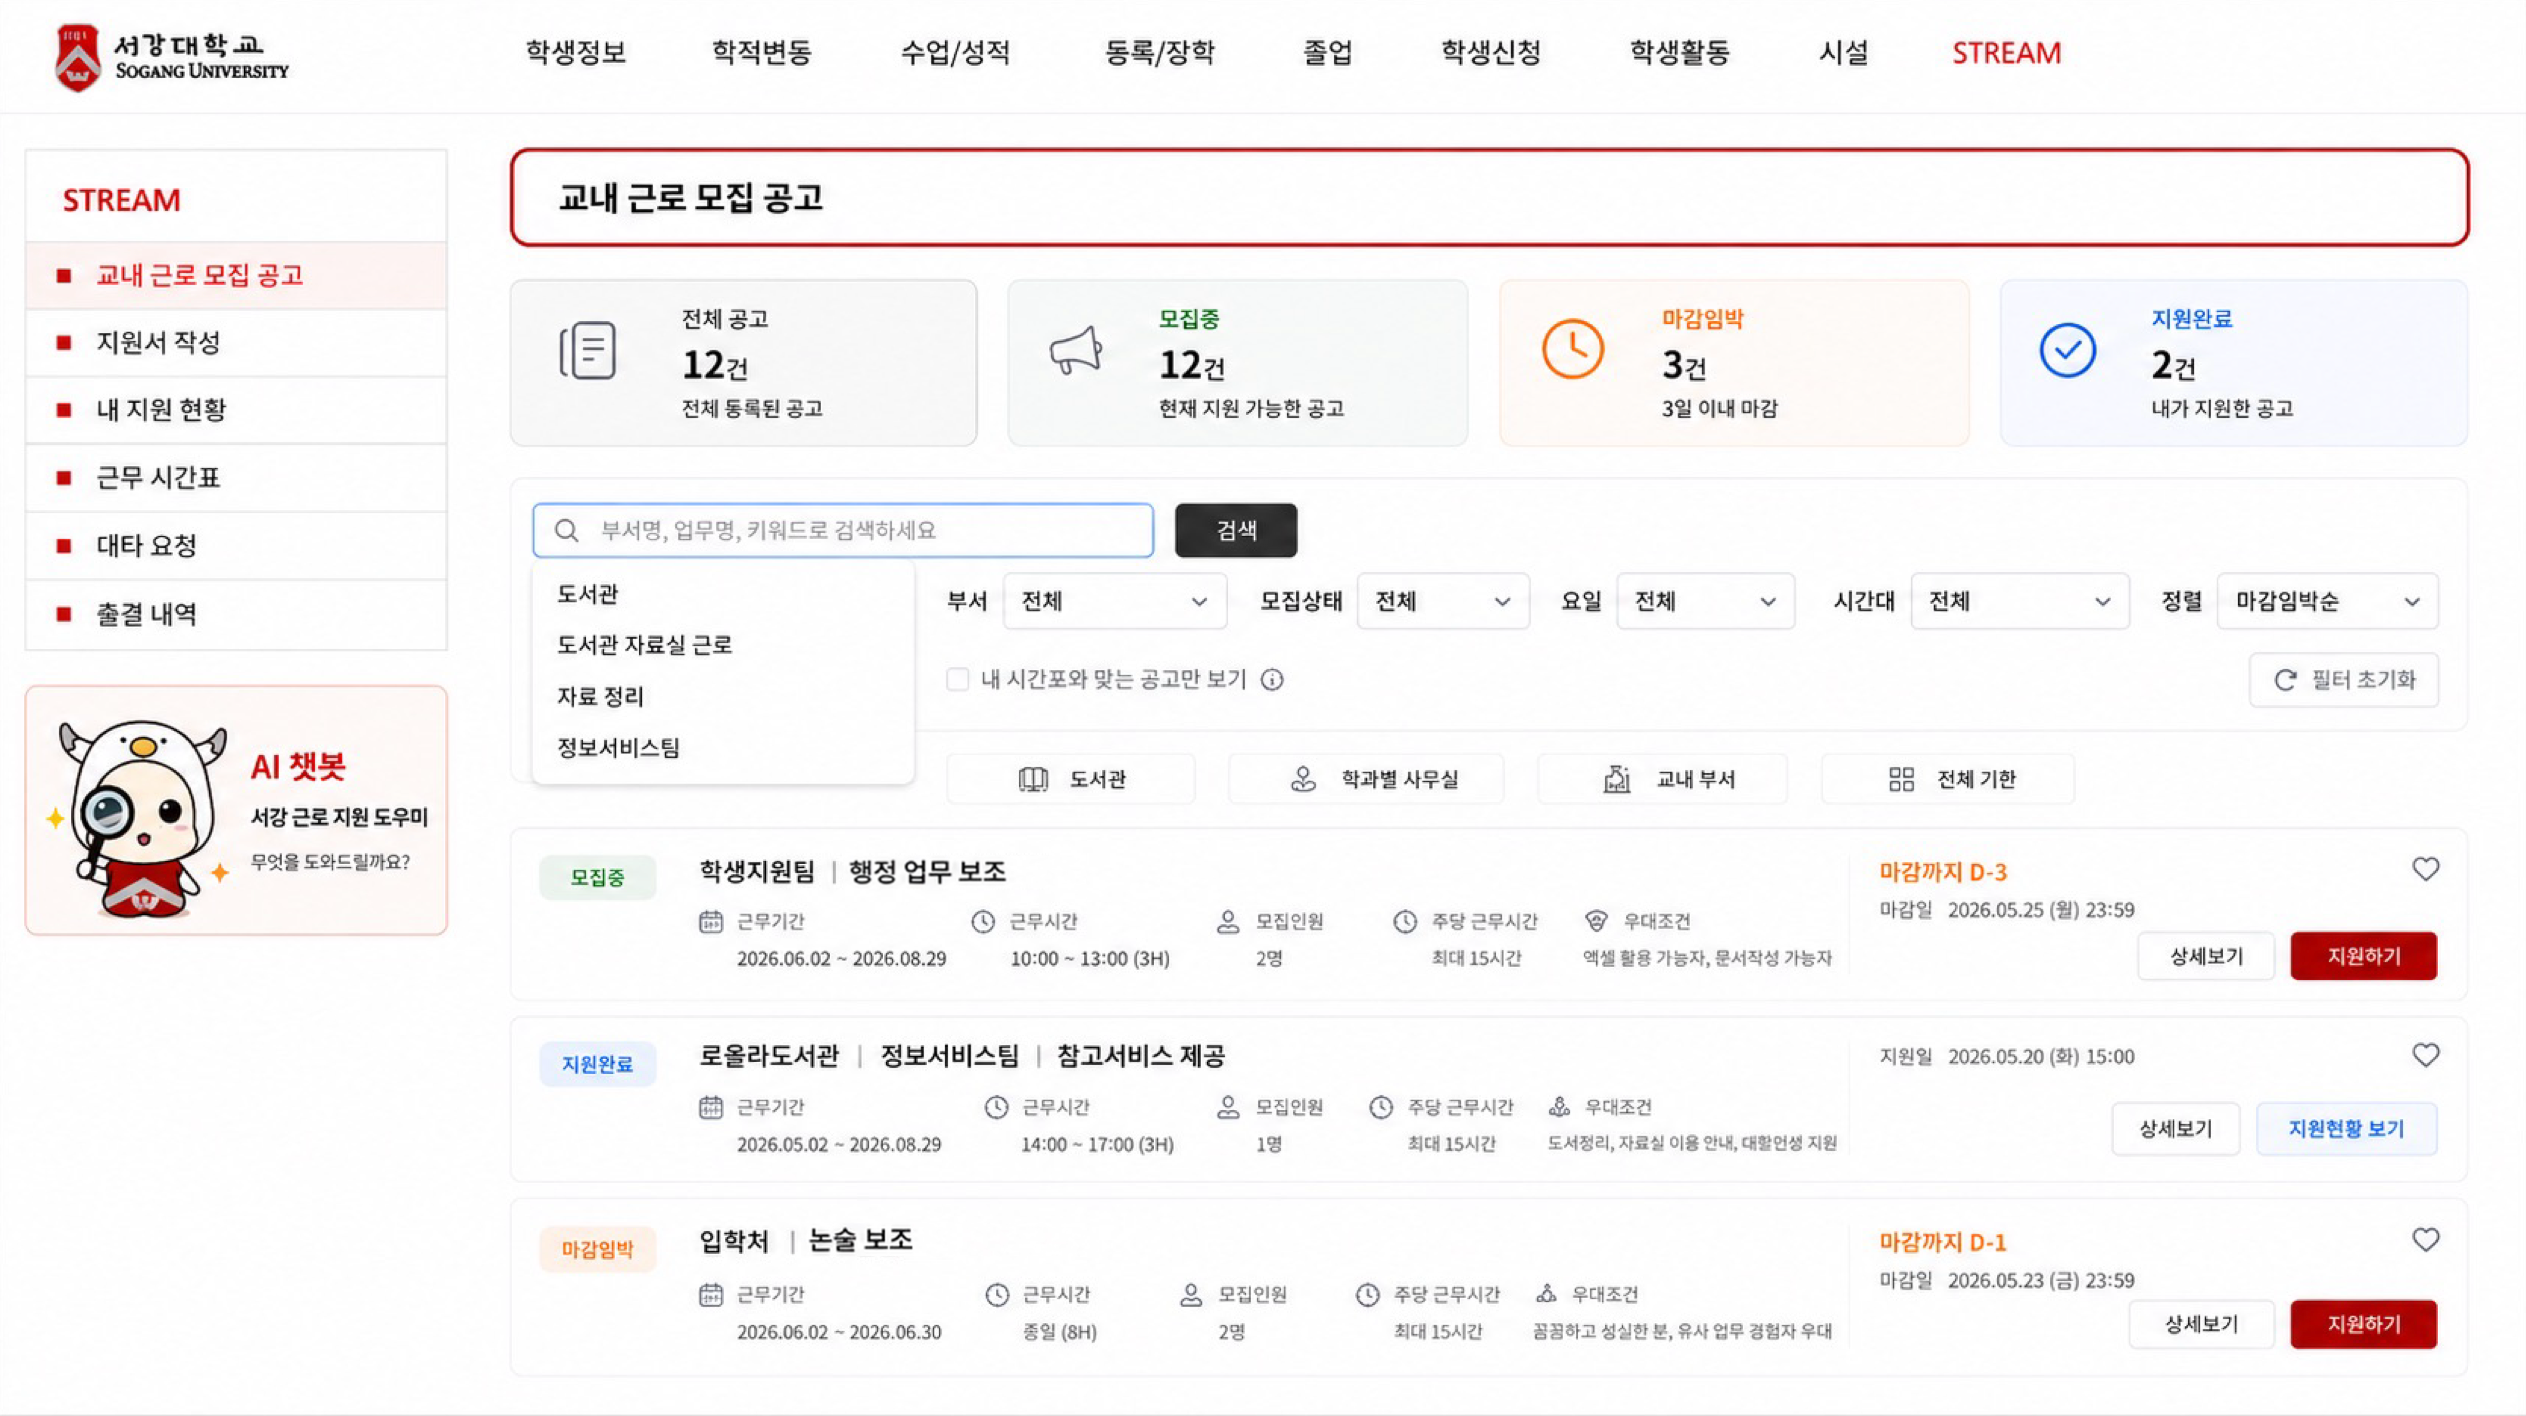 서강대학교
SOGANG UNIVERSITY
학생정보 학적변동 수업/성적 등록/장학 졸업 학생신청 학생활동 시설 STREAM
STREAM
교내 근로 모집 공고
지원서 작성
내 지원 현황
근무 시간표
대타 요청
출결 내역
AI 챗봇
서강 근로 지원 도우미
무엇을 도와드릴까요?
교내 근로 모집 공고
전체 공고
12건
전체 등록된 공고
모집중
12건
현재 지원 가능한 공고
마감임박
3건
3일 이내 마감
지원완료
2건
내가 지원한 공고
부서명, 업무명, 키워드로 검색하세요
검색
도서관
도서관 자료실 근로
자료 정리
정보서비스팀
부서 전체 모집상태 전체 요일 전체 시간대 전체 정렬 마감임박순
내 시간포와 맞는 공고만 보기
필터 초기화
도서관 학과별 사무실 교내 부서 전체 기한
모집중
학생지원팀 | 행정 업무 보조
근무기간 근무시간 모집인원 주당 근무시간 우대조건
2026.06.02 ~ 2026.08.29 10:00 ~ 13:00 (3H) 2명 최대 15시간 액셀 활용 가능자, 문서작성 가능자
마감까지 D-3
마감일 2026.05.25 (월) 23:59
상세보기 지원하기
지원완료
로욜라도서관 | 정보서비스팀 | 참고서비스 제공
근무기간 근무시간 모집인원 주당 근무시간 우대조건
2026.05.02 ~ 2026.08.29 14:00 ~ 17:00 (3H) 1명 최대 15시간 도서정리, 자료실 이용 안내, 대활언생 지원
지원일 2026.05.20 (화) 15:00
상세보기 지원현황 보기
마감임박
입학처 | 논술 보조
근무기간 근무시간 모집인원 주당 근무시간 우대조건
2026.06.02 ~ 2026.06.30 종일 (8H) 2명 최대 15시간 꼼꼼하고 성실한 분, 유사 업무 경험자 우대
마감까지 D-1
마감일 2026.05.23 (금) 23:59
상세보기 지원하기